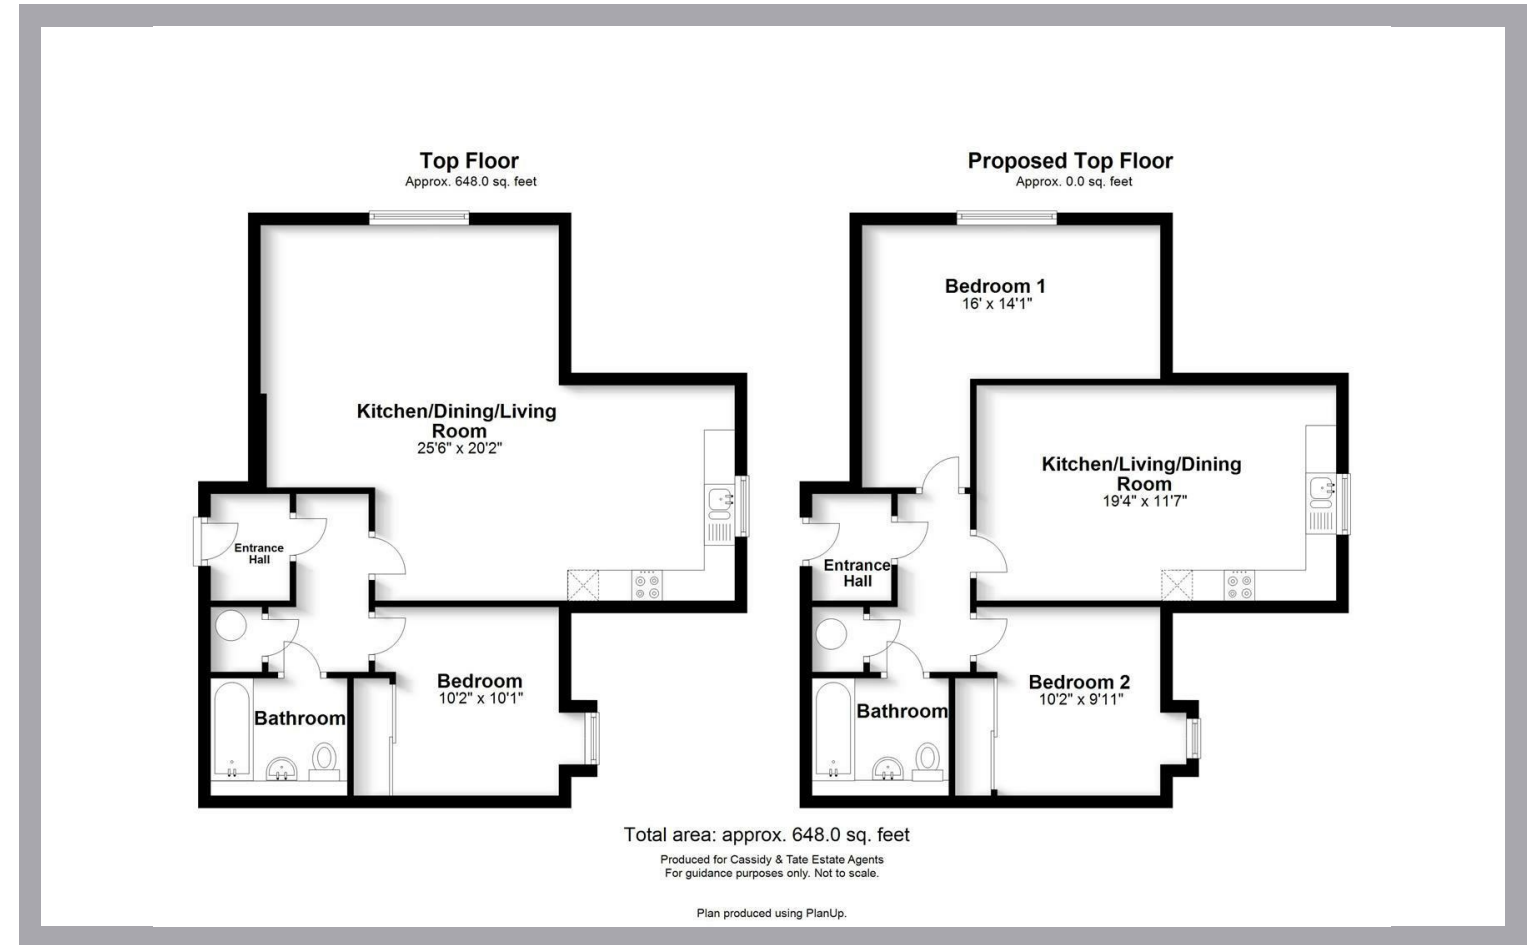 Top Floor
Approx. 648.0 sq. feet
Kitchen/Dining/Living
Room
25'6" x 20'2"
Entrance
Hall
Bedroom
10'2" x 10'1"
Bathroom
Proposed Top Floor
Approx. 0.0 sq. feet
Bedroom 1
16' x 14'1"
Kitchen/Living/Dining
Room
19'4" x 11'7"
Entrance
Hall
Bedroom 2
10'2" x 9'11"
Bathroom
Total area: approx. 648.0 sq. feet
Produced for Cassidy & Tate Estate Agents
For guidance purposes only. Not to scale.
Plan produced using PlanUp.